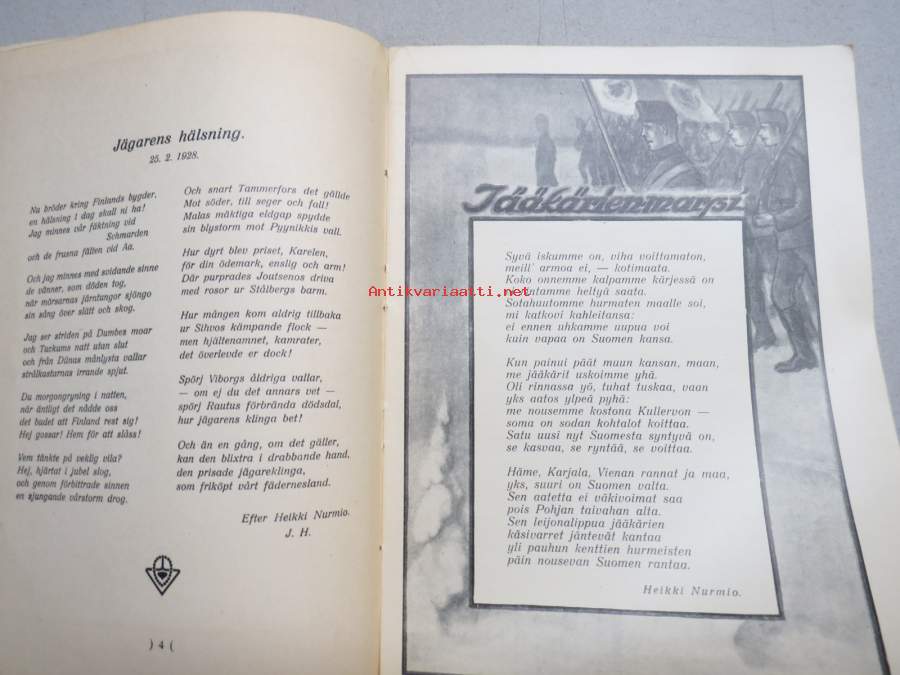 Jägarens hälsning.
25. 2. 1928.
Nu bröder kring Finlands bygder,
en hälsning i dag skall ni ha!
Jag minnes vår fäktning vid
Schmarden
och de frusna fälten vid Aa.
Och jag minnes med svidande sinne
de vänner, som döden tog,
när mörsarnas järntungor sjöngo
sin sång över slätt och skog.
Jag ser striden på Dumbes moar
och Tuckums natt utan slut
och från Dünas månlysta vallar
strålkastarnas irrande spjut.
Du morgongryning i natten,
när äntligt det nådde oss
det budet att Finland rest sig!
Hej gossar! Hem för att slåss!
Vem tänkte på veklig vila?
Hej, hjärtat i jubel slog,
och genom förbittrade sinnen
en sjungande vårstorm drog.
Och snart Tammerfors det gällde
Mot söder, till seger och fall!
Malas mäktiga eldgap spydde
sin blystorm mot Pyynikkis vall.
Hur dyrt blev priset, Karelen,
för din ödemark, enslig och arm!
Där purprades Joutsenos driva
med rosor ur Stålbergs barm.
Hur mången kom aldrig tillbaka
ur Sihvos kämpande flock —
men hjältenamnet, kamrater,
det överlevde er dock!
Spörj Viborgs åldriga vallar,
— om ej du det annars vet —
spörj Rautus förbrända dödsdal,
hur jägarens klinga bet!
Och än en gång, om det gäller,
kan den blixtra i drabbande hand,
den prisade jägareklinga,
som friköpt vårt fädernesland.
Efter Heikki Nurmio.
J. H.
) 4 (
Jääkärienmarssi
Syvä iskumme on, viha voittamaton,
meill' armoa ei, — kotimaata.
Koko onnemme kalpamme kärjessä on
rintamme heltyä saata.
Sotahuutomme hurmaten maalle soi,
mi katkovi kahleitansa:
ei ennen uhkamme uupua voi
kuin vapaa on Suomen kansa.
Kun painui päät muun kansan, maan,
me jääkärit uskoimme yhä.
Oli rinnassa yö, tuhat tuskaa, vaan
yks aatos ylpeä pyhä:
me nousemme kostona Kullervon —
soma on sodan kohtalot koittaa.
Satu uusi nyt Suomesta syntyvä on,
se kasvaa, se ryntää, se voittaa.
Häme, Karjala, Vienan rannat ja maa,
yks, suuri on Suomen valta.
Sen aatetta ei väkivoimat saa
pois Pohjan taivahan alta.
Sen leijonalippua jääkärien
käsivarret jäntevät kantaa
yli pauhun kenttien hurmeisten
päin nousevan Suomen rantaa.
Heikki Nurmio.
Antikvariaatti.net